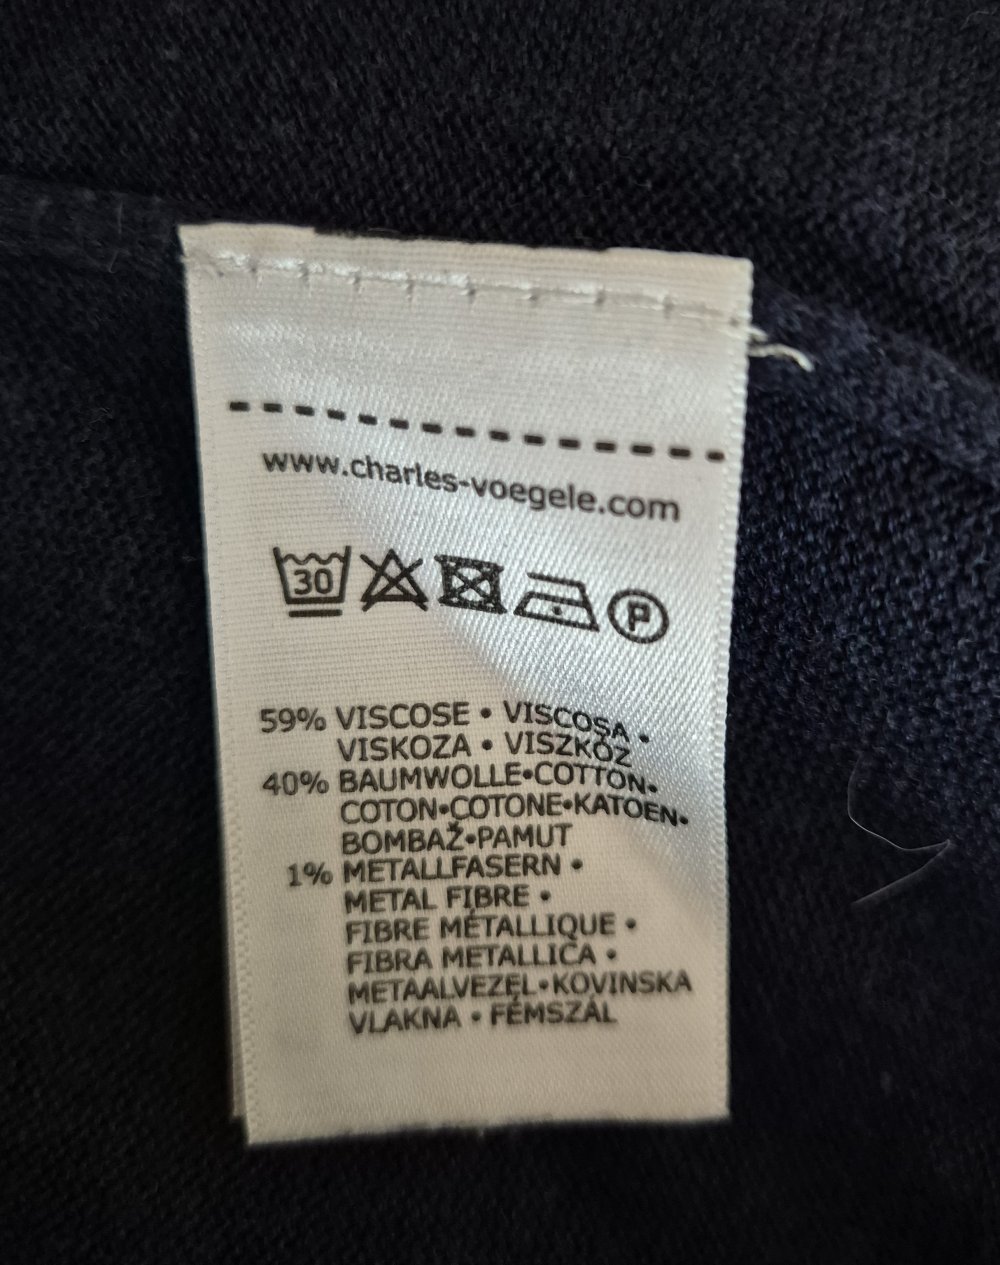 www.charles-voegele.com
30 P
59% VISCOSE • VISCOSA •
VISKOZA • VISZKÓZ
40% BAUMWOLLE•COTTON•
COTON•COTONE•KATOEN•
BOMBAŽ•PAMUT
1% METALLFASERN •
METAL FIBRE •
FIBRE MÉTALLIQUE •
FIBRA METALLICA •
METAALVEZEL•KOVINSKA
VLAKNA • FÉMSZÁL